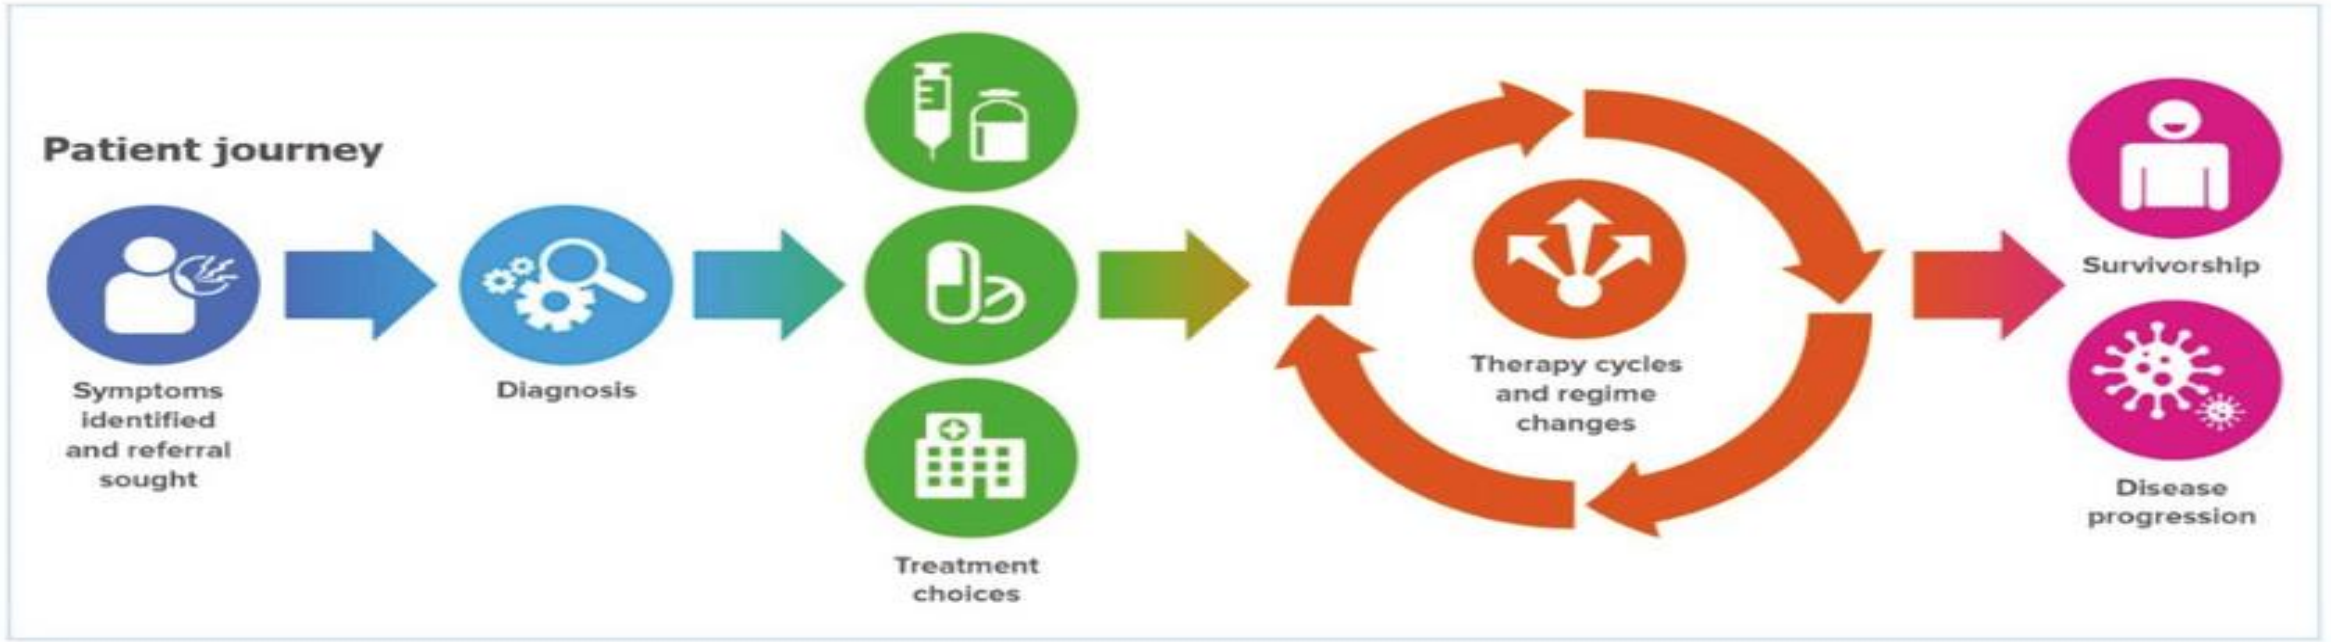 Patient journey
Symptoms
identified
and referral
sought
Diagnosis
Treatment
choices
Therapy cycles
and regime
changes
Survivorship
Disease
progression